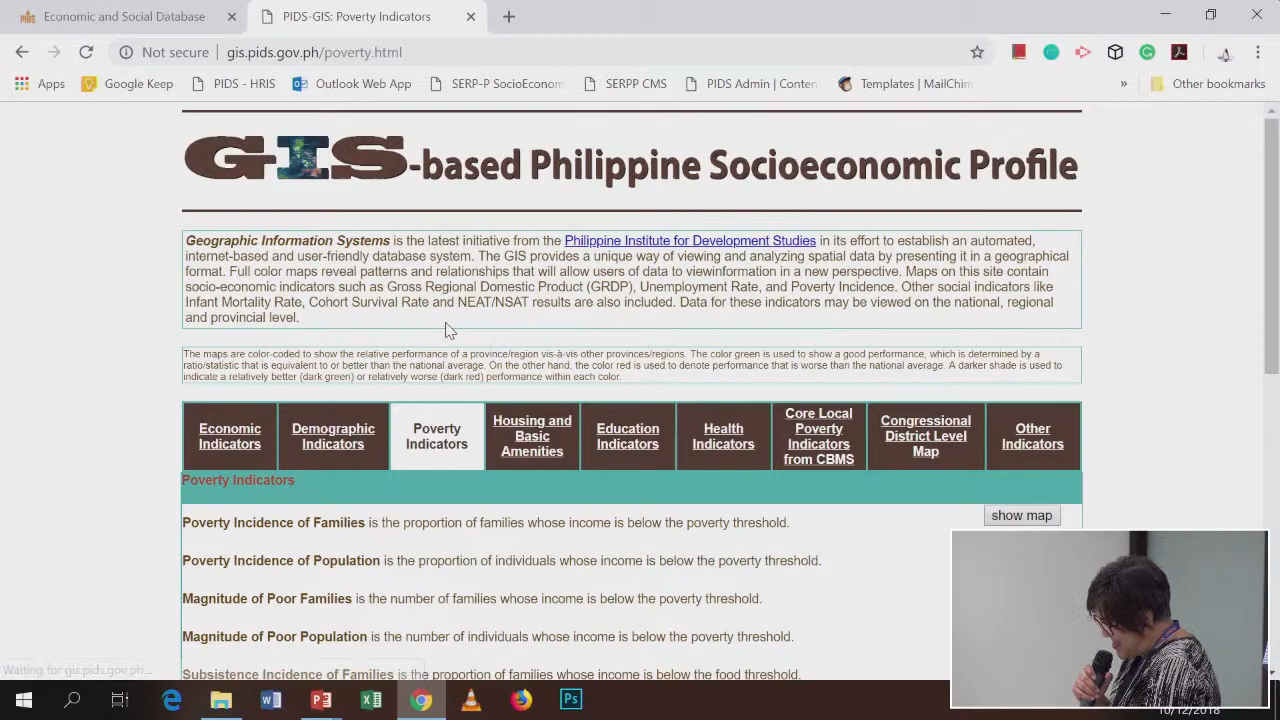 Economic and Social Database
PIDS-GIS: Poverty Indicators
Not secure
gis.pids.gov.ph/poverty.html
Apps
Google Keep
PIDS - HRIS
Outlook Web App
SERP-P SocioEconom
SERPP CMS
PIDS Admin | Conten
Templates | MailChim
»
Other bookmarks
GIS-based Philippine Socioeconomic Profile
Geographic Information Systems is the latest initiative from the Philippine Institute for Development Studies in its effort to establish an automated,
internet-based and user-friendly database system. The GIS provides a unique way of viewing and analyzing spatial data by presenting it in a geographical
format. Full color maps reveal patterns and relationships that will allow users of data to viewinformation in a new perspective. Maps on this site contain
socio-economic indicators such as Gross Regional Domestic Product (GRDP), Unemployment Rate, and Poverty Incidence. Other social indicators like
Infant Mortality Rate, Cohort Survival Rate and NEAT/NSAT results are also included. Data for these indicators may be viewed on the national, regional
and provincial level.
The maps are color-coded to show the relative performance of a province/region vis-à-vis other provinces/regions. The color green is used to show a good performance, which is determined by a
ratio/statistic that is equivalent to or better than the national average. On the other hand, the color red is used to denote performance that is worse than the national average. A darker shade is used to
indicate a relatively better (dark green) or relatively worse (dark red) performance within each color.
Economic
Indicators
Demographic
Indicators
Poverty
Indicators
Housing and
Basic
Amenities
Education
Indicators
Health
Indicators
Core Local
Poverty
Indicators
from CBMS
Congressional
District Level
Map
Other
Indicators
Poverty Indicators
Poverty Incidence of Families is the proportion of families whose income is below the poverty threshold.
show map
Poverty Incidence of Population is the proportion of individuals whose income is below the poverty threshold.
Magnitude of Poor Families is the number of families whose income is below the poverty threshold.
Magnitude of Poor Population is the number of individuals whose income is below the poverty threshold.
Subsistence Incidence of Families is the proportion of families whose income is below the food threshold.
Waiting for gis.pids.gov.ph...
10/12/2018